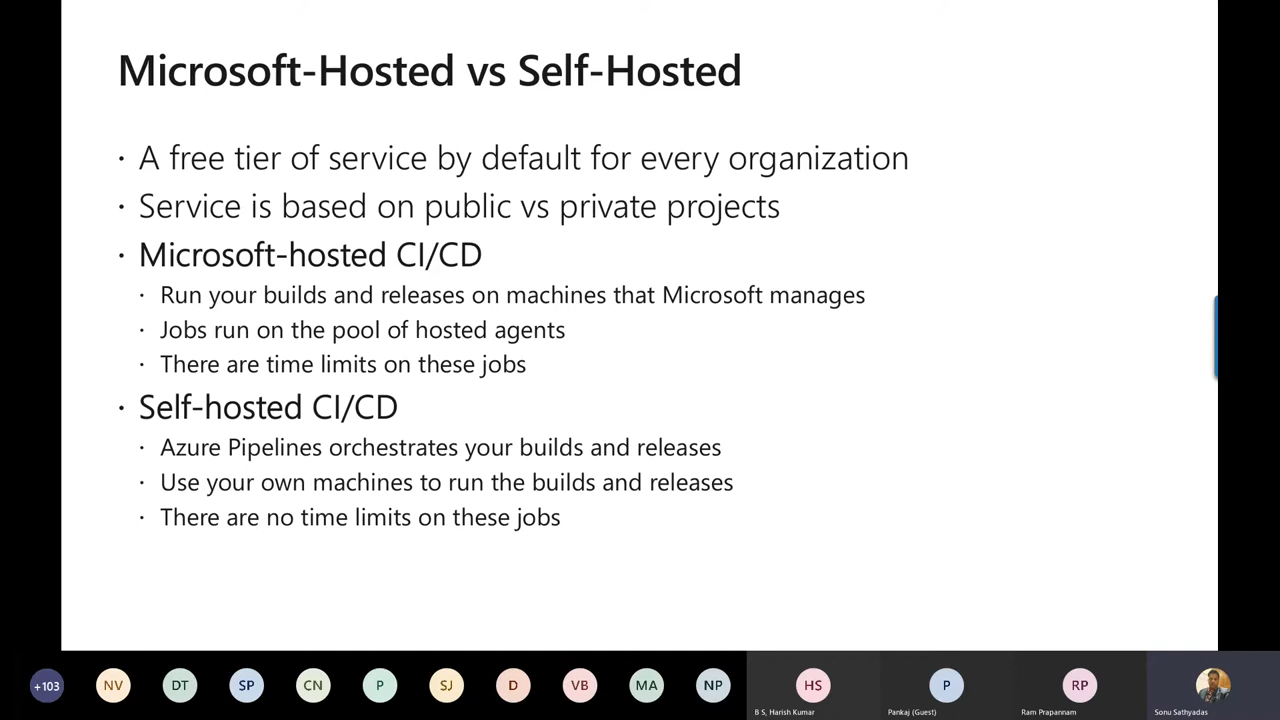 Microsoft-Hosted vs Self-Hosted
• A free tier of service by default for every organization
• Service is based on public vs private projects
• Microsoft-hosted CI/CD
• Run your builds and releases on machines that Microsoft manages
• Jobs run on the pool of hosted agents
• There are time limits on these jobs
• Self-hosted CI/CD
• Azure Pipelines orchestrates your builds and releases
• Use your own machines to run the builds and releases
• There are no time limits on these jobs
+103 NV DT SP CN P SJ D VB MA NP HS P RP
B S, Harish Kumar Pankaj (Guest) Ram Prapannam Sonu Sathyadas